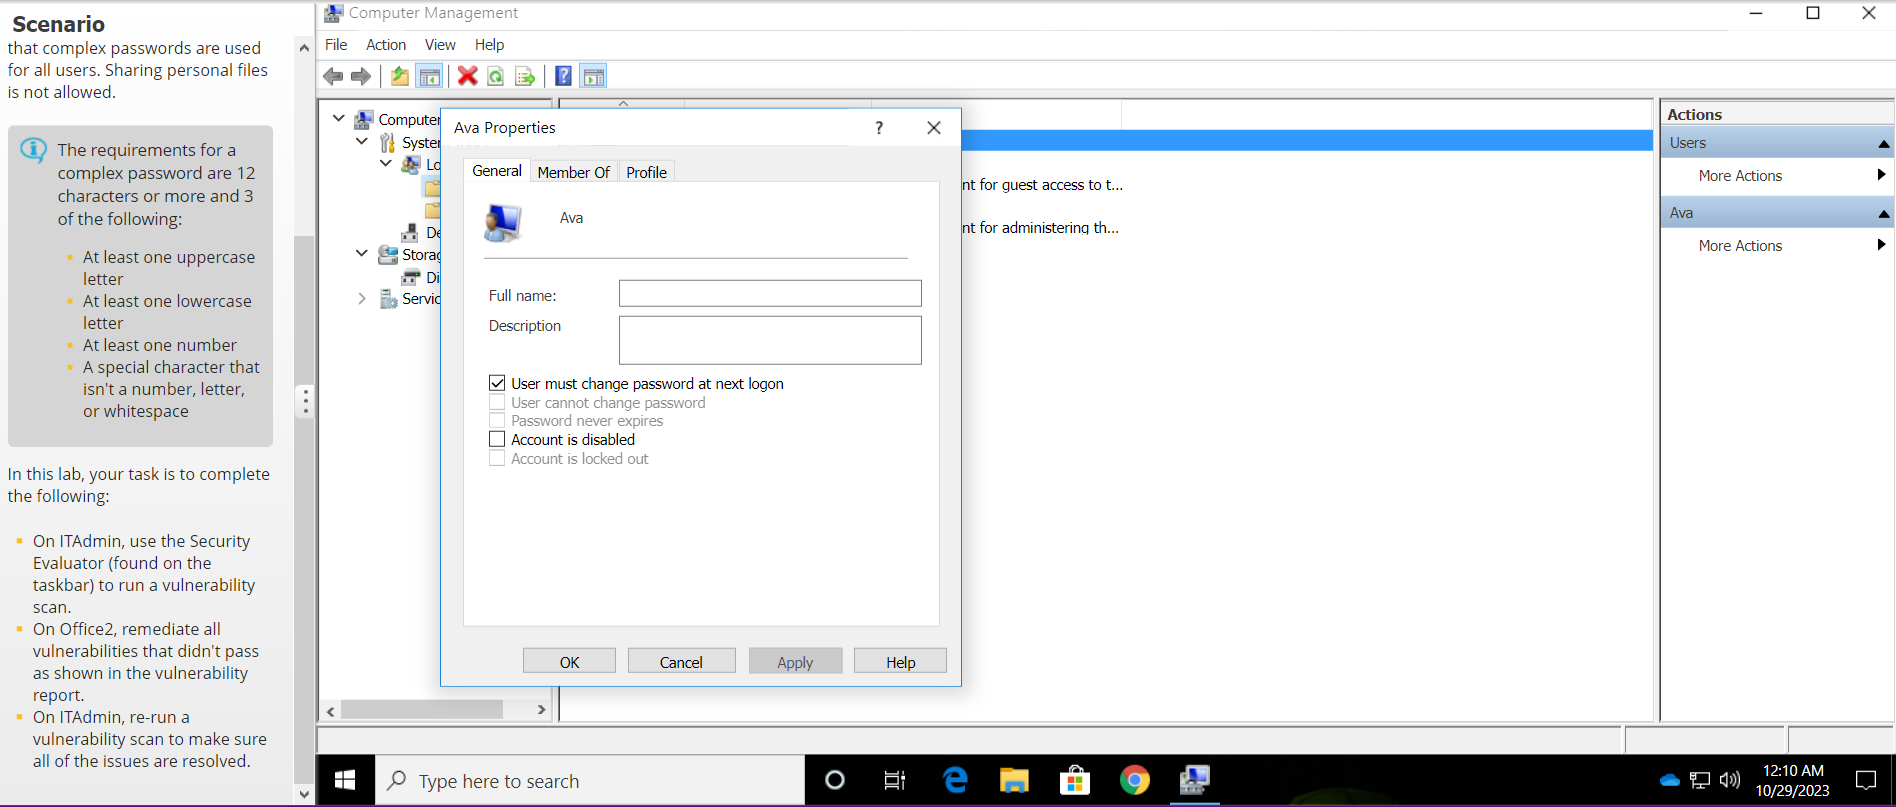 Scenario
that complex passwords are used
for all users. Sharing personal files
is not allowed.
The requirements for a
complex password are 12
characters or more and 3
of the following:
At least one uppercase
letter
At least one lowercase
letter
At least one number
A special character that
isn't a number, letter,
or whitespace
In this lab, your task is to complete
the following:
On ITAdmin, use the Security
Evaluator (found on the
taskbar) to run a vulnerability
scan.
On Office2, remediate all
vulnerabilities that didn't pass
as shown in the vulnerability
report.
On ITAdmin, re-run a
vulnerability scan to make sure
all of the issues are resolved.
Computer Management
File Action View Help
Computer
System
Lo
De
Storag
Di
Servic
Ava Properties
General Member Of Profile
Ava
Full name:
Description
User must change password at next logon
User cannot change password
Password never expires
Account is disabled
Account is locked out
OK Cancel Apply Help
nt for guest access to t...
nt for administering th...
Actions
Users
More Actions
Ava
More Actions
Type here to search
12:10 AM
10/29/2023